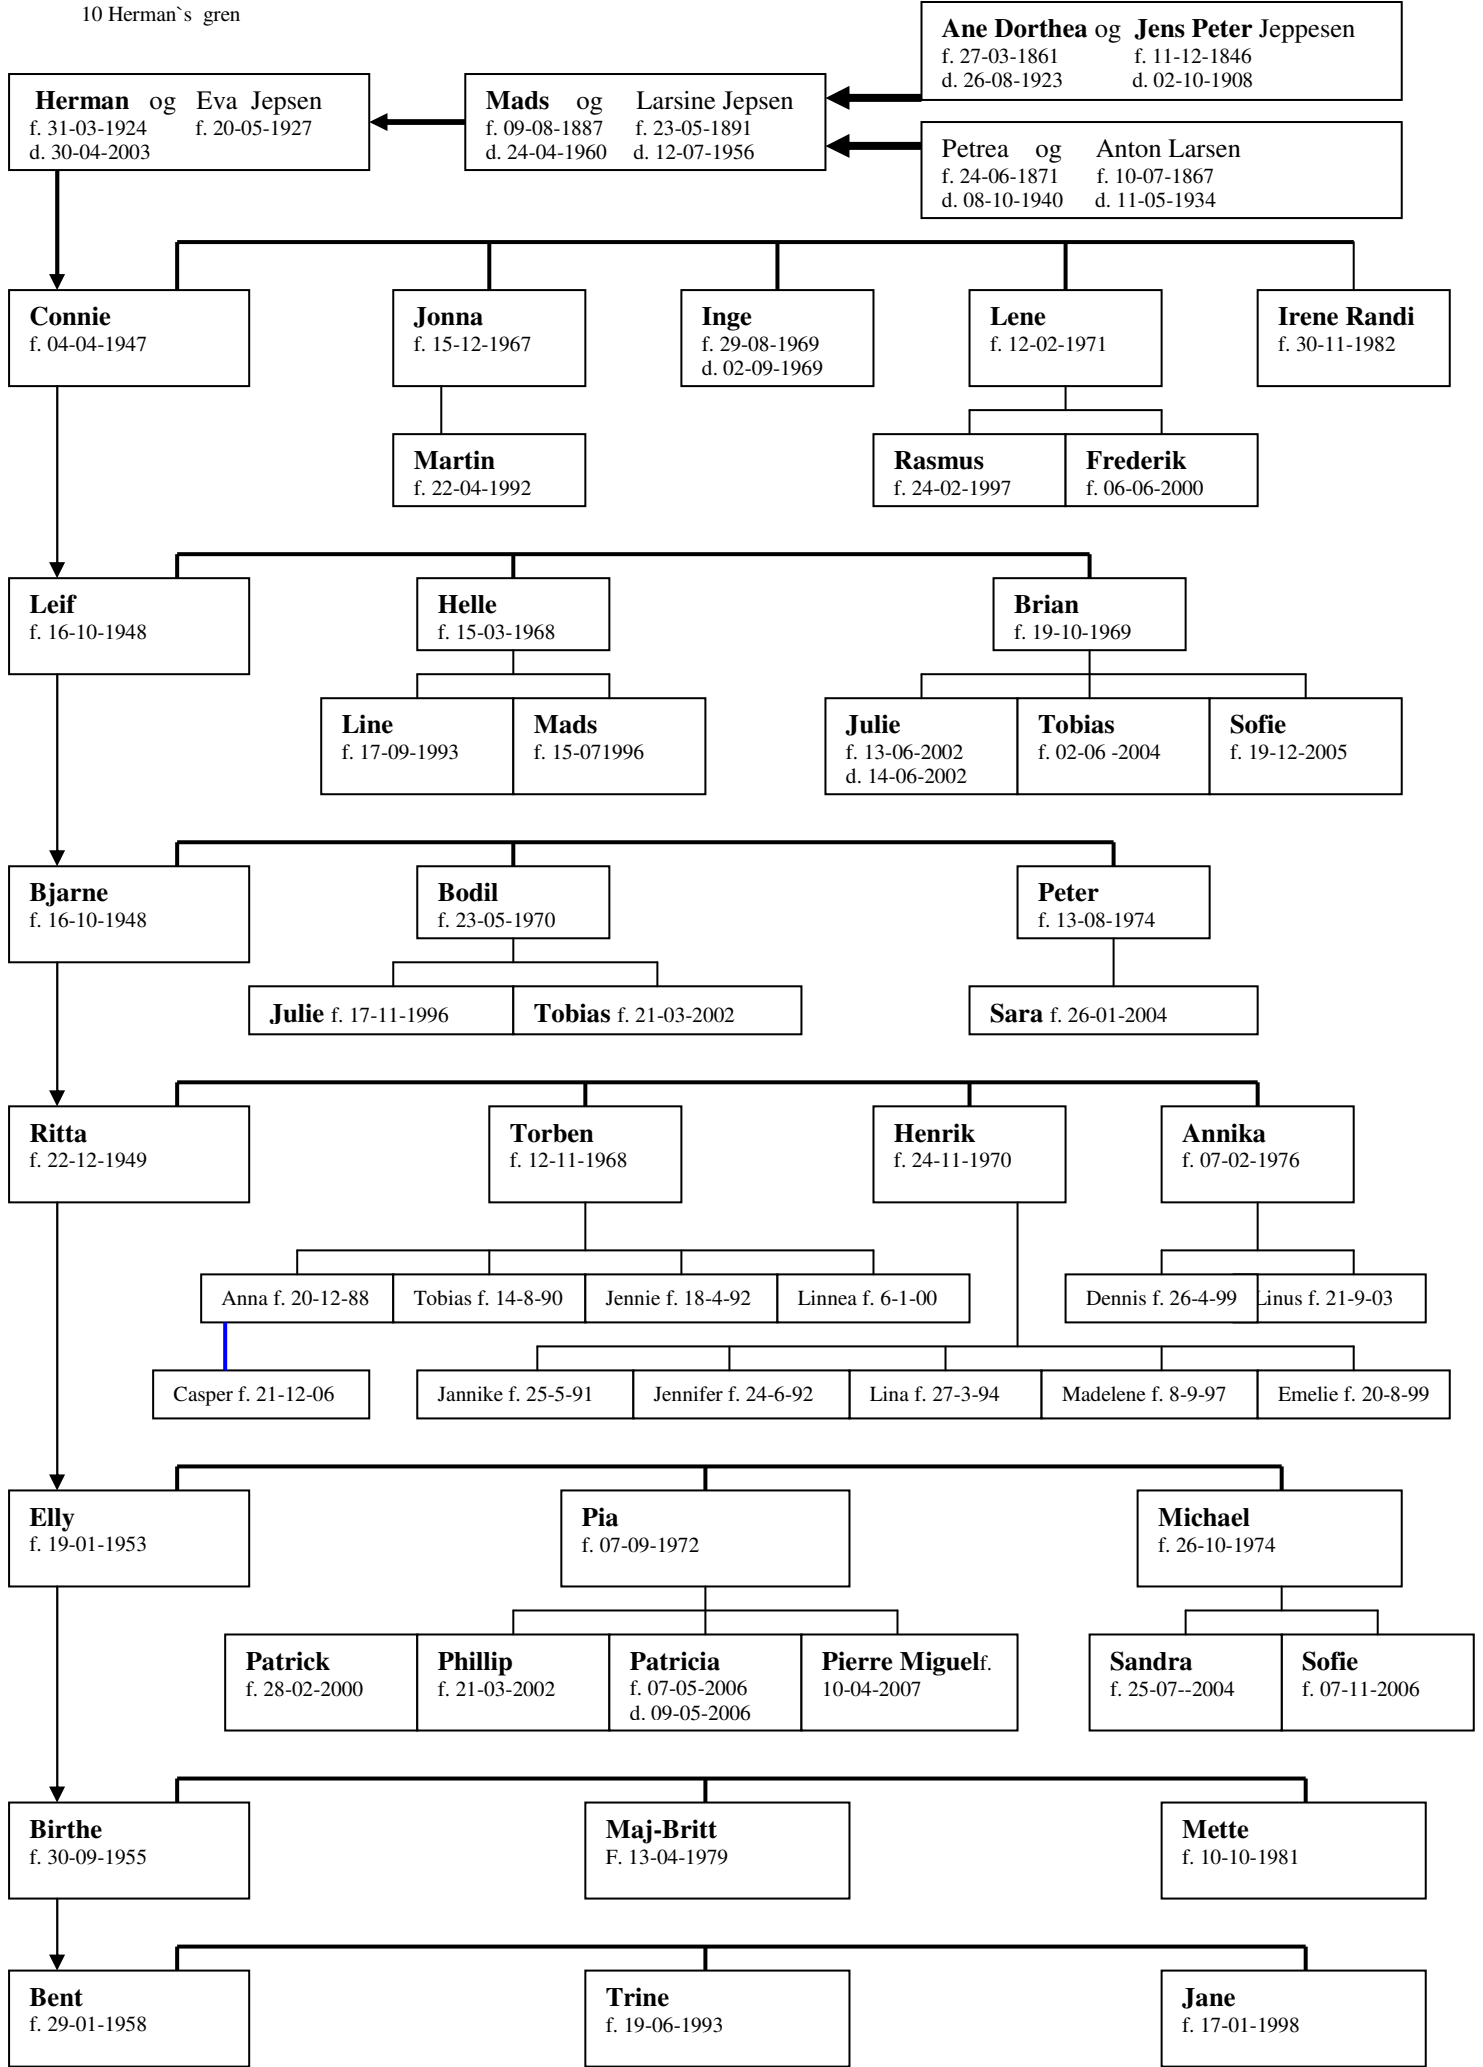 10 Herman`s gren
Ane Dorthea og Jens Peter Jeppesen
f. 27-03-1861 f. 11-12-1846
d. 26-08-1923 d. 02-10-1908
Herman og Eva Jepsen
f. 31-03-1924 f. 20-05-1927
d. 30-04-2003
Mads og Larsine Jepsen
f. 09-08-1887 f. 23-05-1891
d. 24-04-1960 d. 12-07-1956
Petrea og Anton Larsen
f. 24-06-1871 f. 10-07-1867
d. 08-10-1940 d. 11-05-1934
Connie
f. 04-04-1947
Jonna
f. 15-12-1967
Inge
f. 29-08-1969
d. 02-09-1969
Lene
f. 12-02-1971
Irene Randi
f. 30-11-1982
Martin
f. 22-04-1992
Rasmus
f. 24-02-1997
Frederik
f. 06-06-2000
Leif
f. 16-10-1948
Helle
f. 15-03-1968
Brian
f. 19-10-1969
Line
f. 17-09-1993
Mads
f. 15-071996
Julie
f. 13-06-2002
d. 14-06-2002
Tobias
f. 02-06 -2004
Sofie
f. 19-12-2005
Bjarne
f. 16-10-1948
Bodil
f. 23-05-1970
Peter
f. 13-08-1974
Julie f. 17-11-1996
Tobias f. 21-03-2002
Sara f. 26-01-2004
Ritta
f. 22-12-1949
Torben
f. 12-11-1968
Henrik
f. 24-11-1970
Annika
f. 07-02-1976
Anna f. 20-12-88
Tobias f. 14-8-90
Jennie f. 18-4-92
Linnea f. 6-1-00
Dennis f. 26-4-99
Linus f. 21-9-03
Casper f. 21-12-06
Jannike f. 25-5-91
Jennifer f. 24-6-92
Lina f. 27-3-94
Madelene f. 8-9-97
Emelie f. 20-8-99
Elly
f. 19-01-1953
Pia
f. 07-09-1972
Michael
f. 26-10-1974
Patrick
f. 28-02-2000
Phillip
f. 21-03-2002
Patricia
f. 07-05-2006
d. 09-05-2006
Pierre Miguelf.
10-04-2007
Sandra
f. 25-07--2004
Sofie
f. 07-11-2006
Birthe
f. 30-09-1955
Maj-Britt
F. 13-04-1979
Mette
f. 10-10-1981
Bent
f. 29-01-1958
Trine
f. 19-06-1993
Jane
f. 17-01-1998